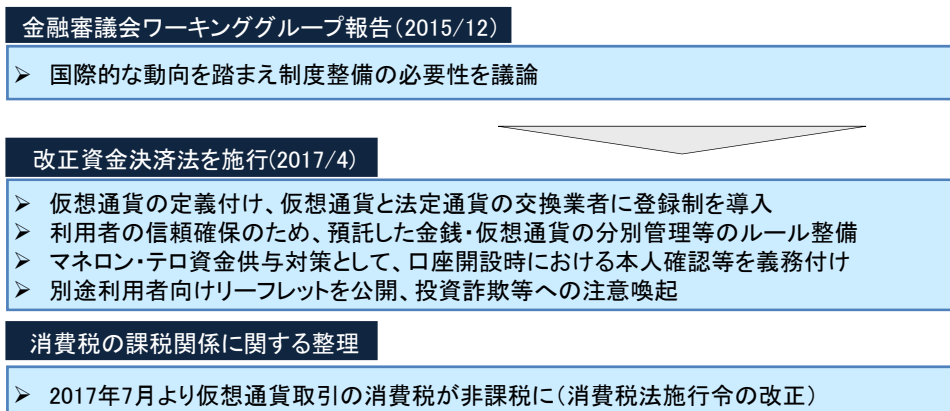 金融審議会ワーキンググループ報告(2015/12)
➢ 国際的な動向を踏まえ制度整備の必要性を議論
改正資金決済法を施行(2017/4)
➢ 仮想通貨の定義付け、仮想通貨と法定通貨の交換業者に登録制を導入
➢ 利用者の信頼確保のため、預託した金銭・仮想通貨の分別管理等のルール整備
➢ マネロン・テロ資金供与対策として、口座開設時における本人確認等を義務付け
➢ 別途利用者向けリーフレットを公開、投資詐欺等への注意喚起
消費税の課税関係に関する整理
➢ 2017年7月より仮想通貨取引の消費税が非課税に(消費税法施行令の改正)